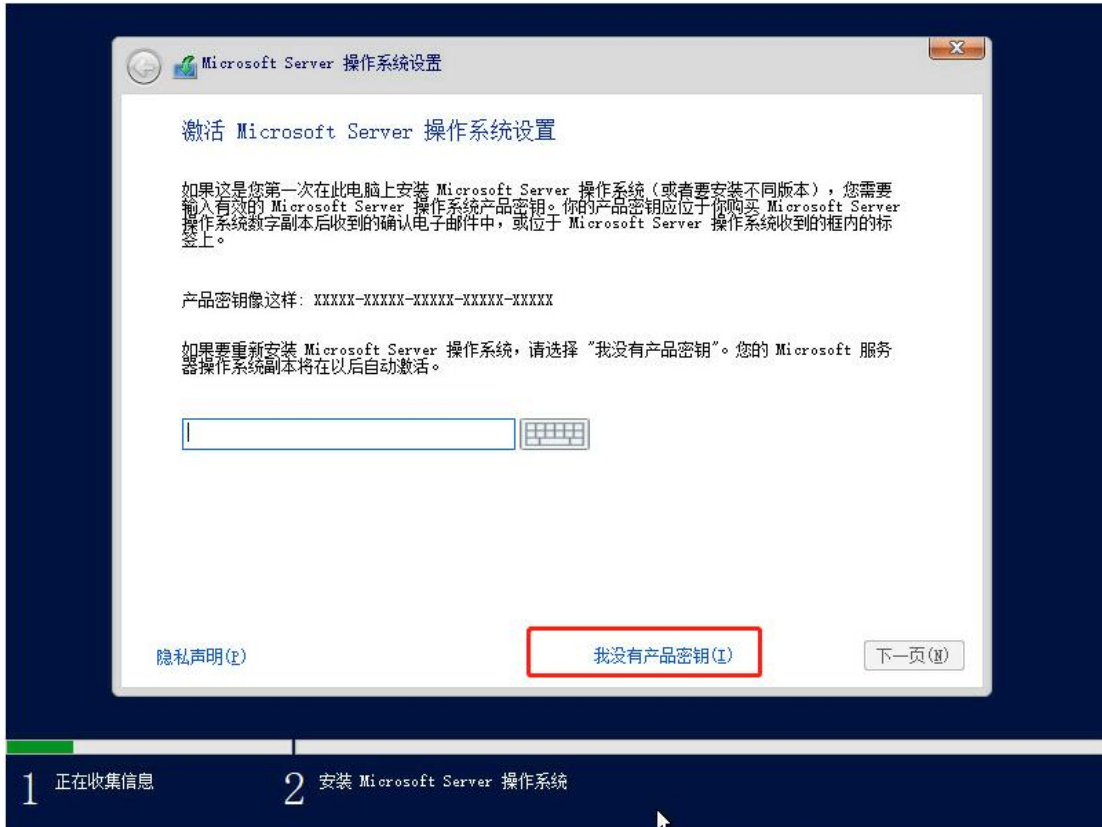 Microsoft Server 操作系统设置
激活 Microsoft Server 操作系统设置
如果这是您第一次在此电脑上安装 Microsoft Server 操作系统（或者要安装不同版本），您需要
输入有效的 Microsoft Server 操作系统产品密钥。你的产品密钥应位于你购买 Microsoft Server
操作系统数字副本后收到的确认电子邮件中，或位于 Microsoft Server 操作系统收到的框内的标
签上。
产品密钥像这样: XXXXX-XXXXX-XXXXX-XXXXX-XXXXX
如果要重新安装 Microsoft Server 操作系统，请选择 "我没有产品密钥"。您的 Microsoft 服务
器操作系统副本将在以后自动激活。
隐私声明(P)
我没有产品密钥(I)
下一页(N)
1 正在收集信息
2 安装 Microsoft Server 操作系统